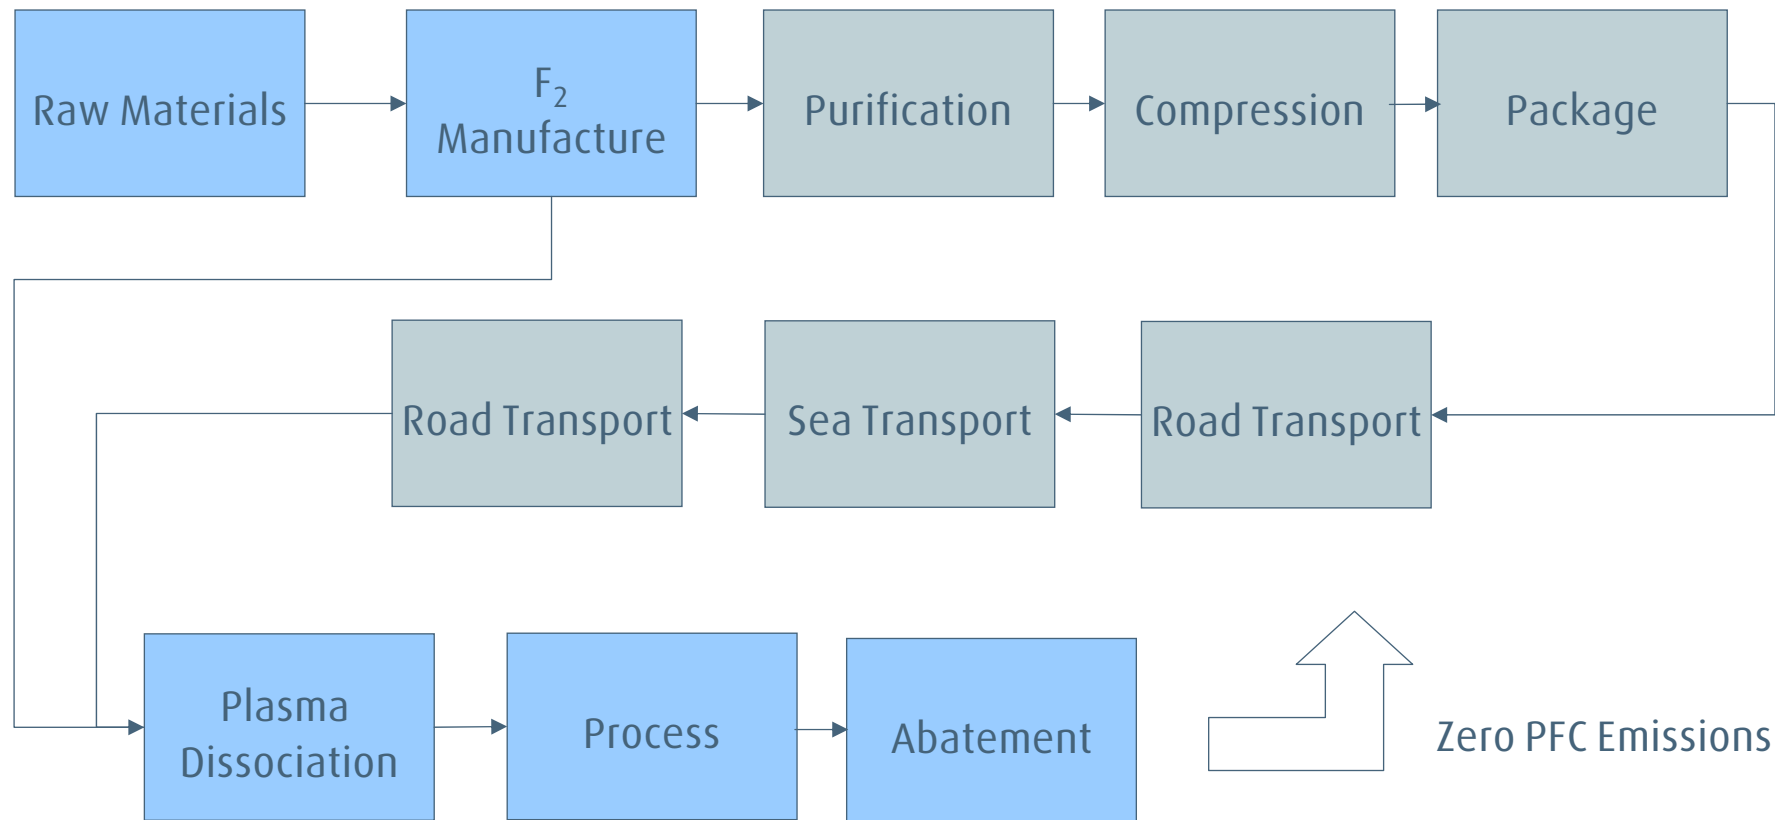 Raw Materials
F₂
Manufacture
Purification
Compression
Package
Road Transport
Sea Transport
Road Transport
Plasma
Dissociation
Process
Abatement
Zero PFC Emissions